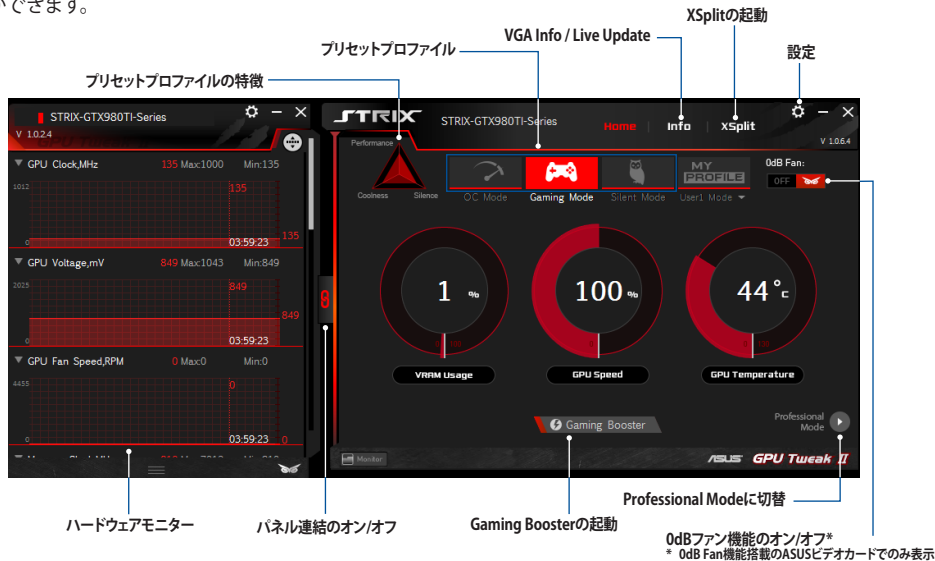 できます。
XSplitの起動
VGA Info / Live Update
設定
プリセットプロファイル
プリセットプロファイルの特徴
STRIX-GTX980TI-Series
V 1.0.2.4
GPU Clock,MHz 135 Max:1000 Min:135
1012
135
135
0
03:59:23
GPU Voltage,mV 849 Max:1043 Min:849
2025
849
849
0
03:59:23
GPU Fan Speed,RPM 0 Max:0 Min:0
4455
0
0
0
03:59:23
STRIX
STRIX-GTX980TI-Series
Home Info XSplit
V 1.0.6.4
Performance
Coolness Silence
OC Mode
Gaming Mode
Silent Mode
MY PROFILE
User1 Mode
0dB Fan:
OFF
1 %
0 100
VRAM Usage
100 %
0
GPU Speed
44 °C
0 120
GPU Temperature
Gaming Booster
Professional
Mode
Monitor
ASUS GPU Tweak II
ハードウェアモニター
パネル連結のオン/オフ
Gaming Boosterの起動
Professional Modeに切替
0dBファン機能のオン/オフ*
* 0dB Fan機能搭載のASUSビデオカードでのみ表示